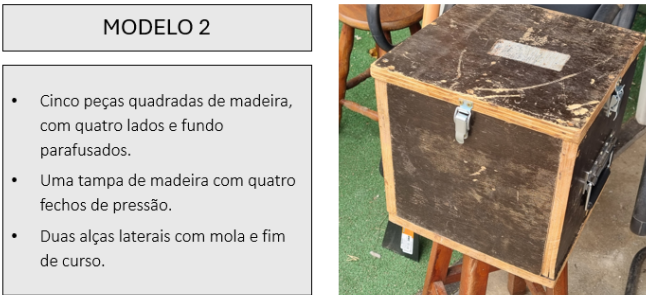 MODELO 2
• Cinco peças quadradas de madeira,
com quatro lados e fundo
parafusados.
• Uma tampa de madeira com quatro
fechos de pressão.
• Duas alças laterais com mola e fim
de curso.